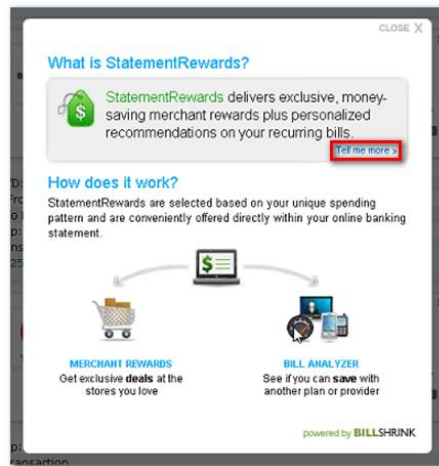 CLOSE X
What is StatementRewards?
$
StatementRewards delivers exclusive, money-
saving merchant rewards plus personalized
recommendations on your recurring bills.
Tell me more »
How does it work?
StatementRewards are selected based on your unique spending
pattern and are conveniently offered directly within your online banking
statement.
$
MERCHANT REWARDS
Get exclusive deals at the
stores you love
BILL ANALYZER
See if you can save with
another plan or provider
powered by BILLSHRINK